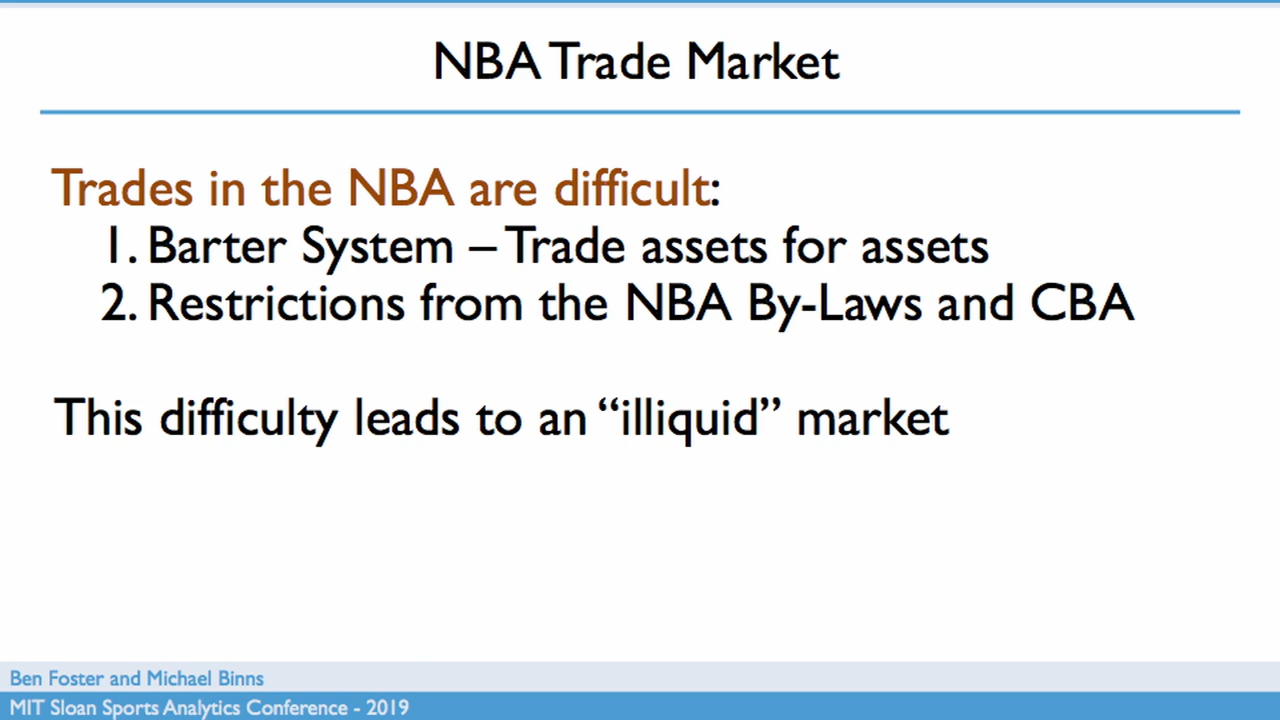 NBA Trade Market
Trades in the NBA are difficult:
1. Barter System – Trade assets for assets
2. Restrictions from the NBA By-Laws and CBA
This difficulty leads to an “illiquid” market
Ben Foster and Michael Binns
MIT Sloan Sports Analytics Conference - 2019